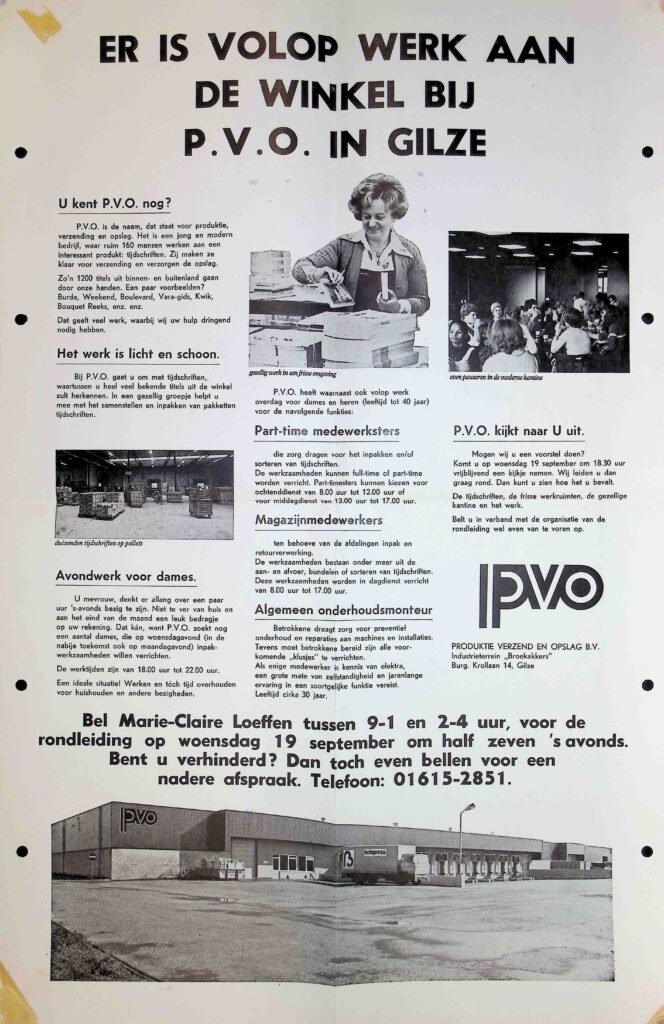 ER IS VOLOP WERK AAN
DE WINKEL BIJ
P.V.O. IN GILZE
U kent P.V.O. nog?
P.V.O. is de naam, dat staat voor produktie,
verzending en opslag. Het is een jong en modern
bedrijf, waar ruim 160 mensen werken aan een
interessant produkt: tijdschriften. Zij maken ze
klaar voor verzending en verzorgen de opslag.
Zo'n 1200 titels uit binnen- en buitenland gaan
door onze handen. Een paar voorbeelden?
Burda, Weekend, Boulevard, Vara-gids, Kwik,
Bouquet Reeks, enz. enz.
Dat geeft veel werk, waarbij wij uw hulp dringend
nodig hebben.
Het werk is licht en schoon.
Bij P.V.O. gaat u om met tijdschriften,
waartussen u heel veel bekende titels uit de winkel
zult herkennen. In een gezellig groepje helpt u
mee met het samenstellen en inpakken van pakketten
tijdschriften.
duizenden tijdschriften op pallets
Avondwerk voor dames.
U mevrouw, denkt er allang over een paar
uur 's-avonds bezig te zijn. Niet te ver van huis en
aan het eind van de maand een leuk bedragje
op uw rekening. Dat kán, want P.V.O. zoekt nog
een aantal dames, die op woensdagavond (in de
nabije toekomst ook op maandagavond) inpak-
werkzaamheden willen verrichten.
De werktijden zijn van 18.00 uur tot 22.00 uur.
Een ideale situatie! Werken en tóch tijd overhouden
voor huishouden en andere bezigheden.
gezellig werk in een frisse omgeving
P.V.O. heeft waarnaast ook volop werk
overdag voor dames en heren (leeftijd tot 40 jaar)
voor de navolgende functies:
Part-time medewerksters
die zorg dragen voor het inpakken en/of
sorteren van tijdschriften.
De werkzaamheden kunnen full-time of part-time
worden verricht. Part-timesters kunnen kiezen voor
ochtenddienst van 8.00 uur tot 12.00 uur of
voor middagdienst van 13.00 uur tot 17.00 uur.
Magazijnmedewerkers
ten behoeve van de afdelingen inpak en
retourverwerking.
De werkzaamheden bestaan onder meer uit de
aan- en afvoer, bundelen of sorteren van tijdschriften.
Deze werkzaamheden worden in dagdienst verricht
van 8.00 uur tot 17.00 uur.
Algemeen onderhoudsmonteur
Betrokkene draagt zorg voor preventief
onderhoud en reparaties aan machines en installaties.
Tevens moet betrokkene bereid zijn alle voor-
komende „klusjes" te verrichten.
Als enige medewerker is kennis van elektra,
een grote mate van zelfstandigheid en jarenlange
ervaring in een soortgelijke functie vereist.
Leeftijd cirka 30 jaar.
even pauzeren in de moderne kantine
P.V.O. kijkt naar U uit.
Mogen wij u een voorstel doen?
Komt u op woensdag 19 september om 18.30 uur
vrijblijvend een kijkje nemen. Wij leiden u dan
graag rond. Dan kunt u zien hoe het u bevalt.
De tijdschriften, de frisse werkruimten, de gezellige
kantine en het werk.
Belt u in verband met de organisatie van de
rondleiding wel even van te voren op.
pvo
PRODUKTIE VERZEND EN OPSLAG B.V.
Industrieterrein „Broekakkers"
Burg. Krollaan 14, Gilze
Bel Marie-Claire Loeffen tussen 9-1 en 2-4 uur, voor de
rondleiding op woensdag 19 september om half zeven 's avonds.
Bent u verhinderd? Dan toch even bellen voor een
nadere afspraak. Telefoon: 01615-2851.
pvo
betapress